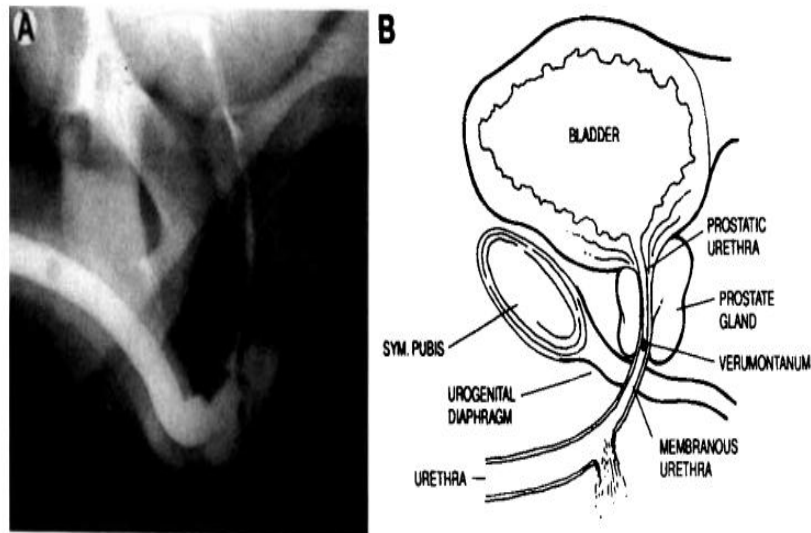 A
B
BLADDER
PROSTATIC
URETHRA
PROSTATE
GLAND
SYM. PUBIS
VERUMONTANUM
UROGENITAL
DIAPHRAGM
MEMBRANOUS
URETHRA
URETHRA